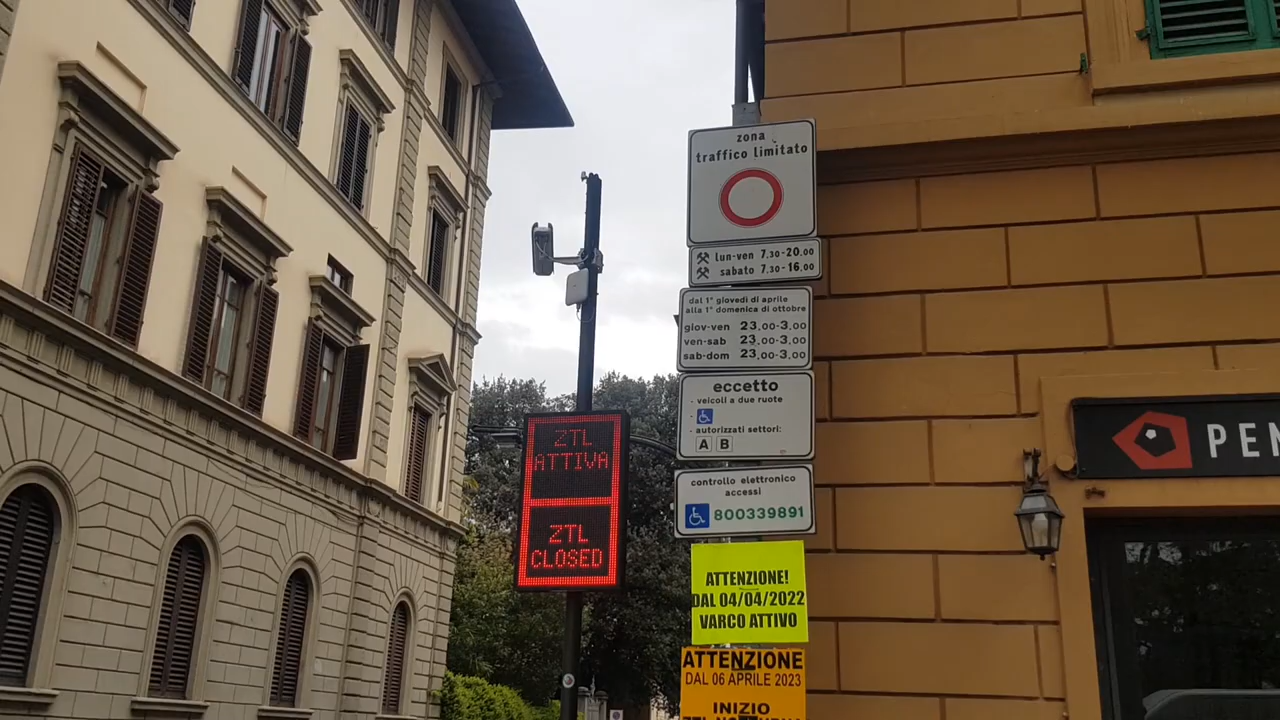 zona
traffico limitato
lun-ven 7,30-20,00
sabato 7,30-16,00
dal 1° giovedì di aprile
alla 1° domenica di ottobre
giov-ven 23,00-3,00
ven-sab 23,00-3,00
sab-dom 23,00-3,00
eccetto
- veicoli a due ruote
-
- autorizzati settori:
A B
controllo elettronico
accessi
800339891
ATTENZIONE!
DAL 04/04/2022
VARCO ATTIVO
ATTENZIONE
DAL 06 APRILE 2023
INIZIO
ZTL
ATTIVA
ZTL
CLOSED
PEN